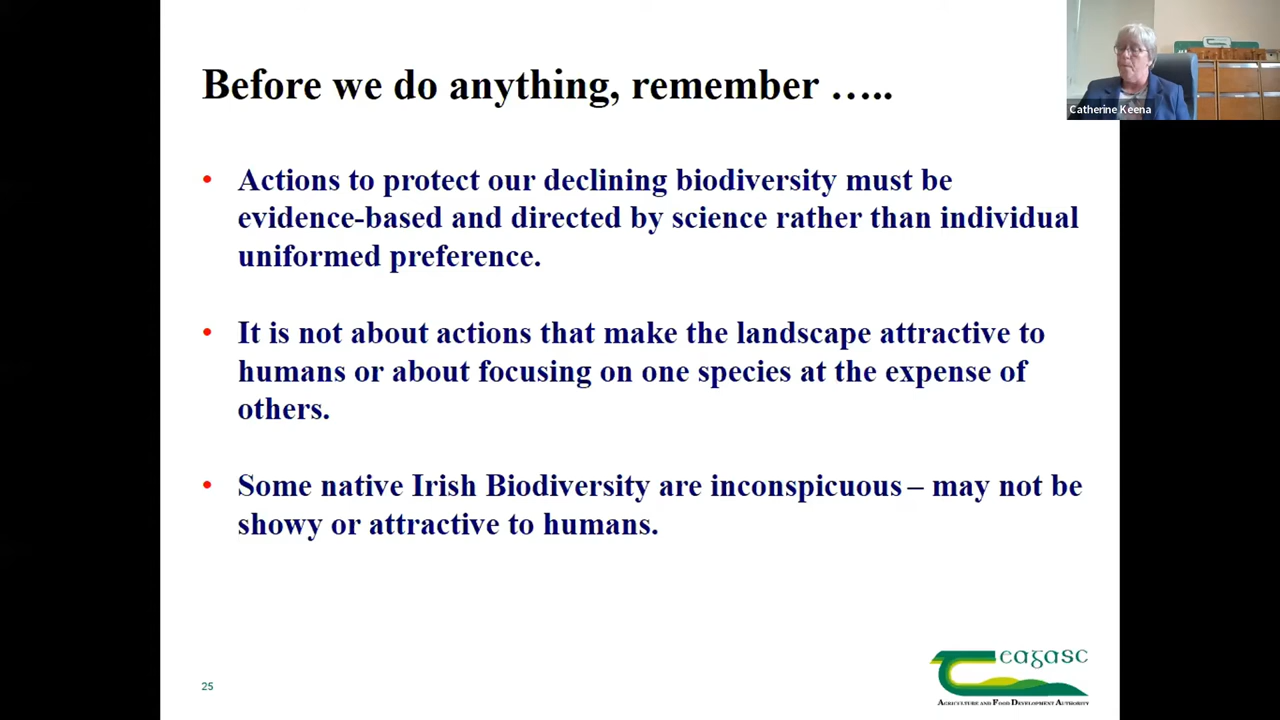 Before we do anything, remember …..
Catherine Keena
• Actions to protect our declining biodiversity must be
evidence-based and directed by science rather than individual
uniformed preference.
• It is not about actions that make the landscape attractive to
humans or about focusing on one species at the expense of
others.
• Some native Irish Biodiversity are inconspicuous – may not be
showy or attractive to humans.
25
teagasc
AGRICULTURE AND FOOD DEVELOPMENT AUTHORITY